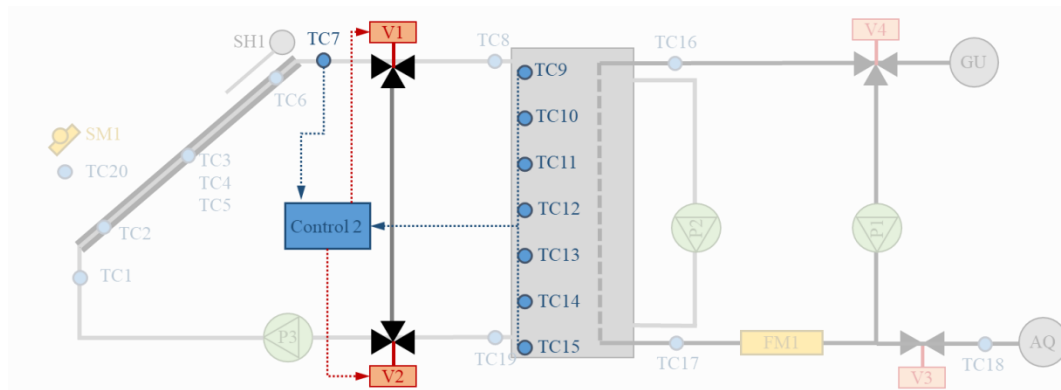 SH1
TC7
V1
TC8
TC16
V4
GU
TC6
TC9
SM1
TC20
TC10
TC3
TC4
TC5
TC11
TC12
Control 2
TC2
P2
P1
TC13
TC1
TC14
P3
TC19
TC15
TC17
FM1
TC18
AQ
V2
V3